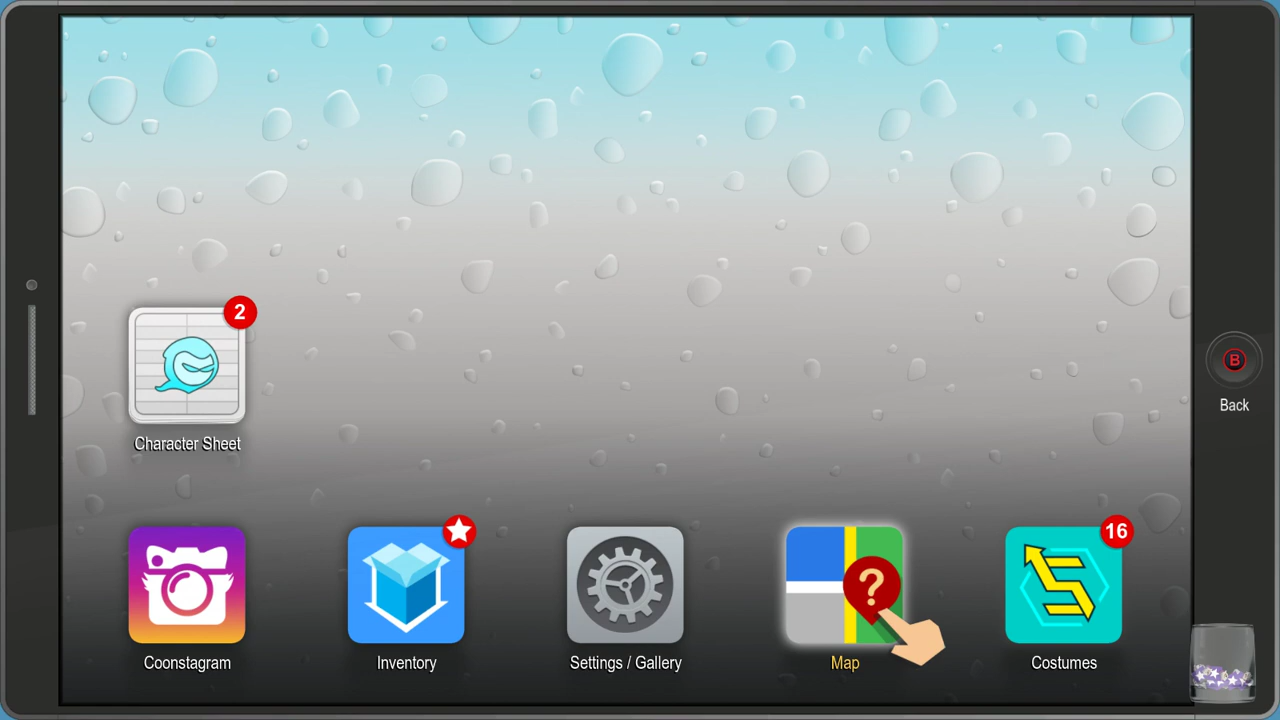 2
Character Sheet
B
Back
16
?
Coonstagram
Inventory
Settings / Gallery
Map
Costumes